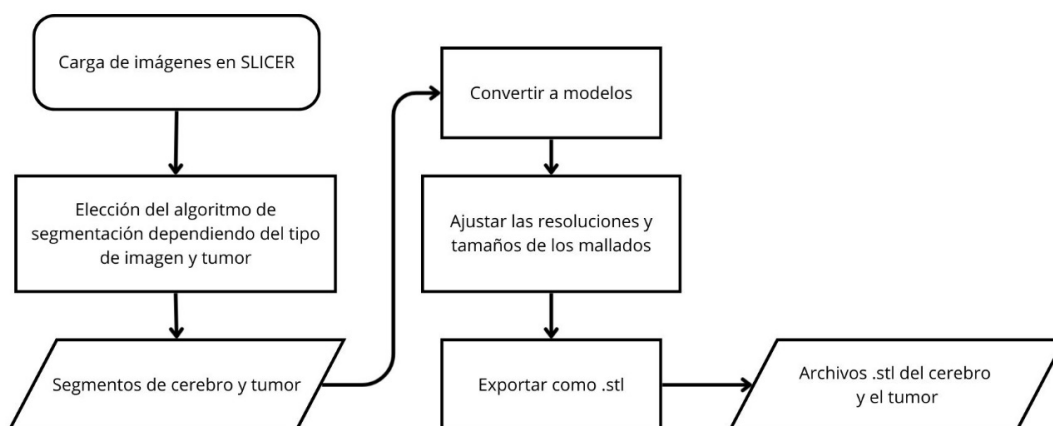 Carga de imágenes en SLICER
Elección del algoritmo de
segmentación dependiendo del tipo
de imagen y tumor
Segmentos de cerebro y tumor
Convertir a modelos
Ajustar las resoluciones y
tamaños de los mallados
Exportar como .stl
Archivos .stl del cerebro
y el tumor